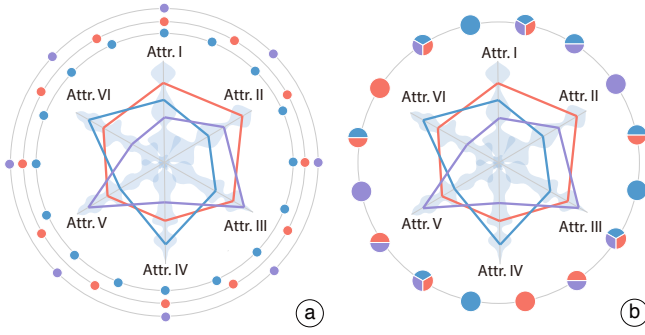 Attr. I
Attr. II
Attr. III
Attr. IV
Attr. V
Attr. VI
a
Attr. I
Attr. II
Attr. III
Attr. IV
Attr. V
Attr. VI
b